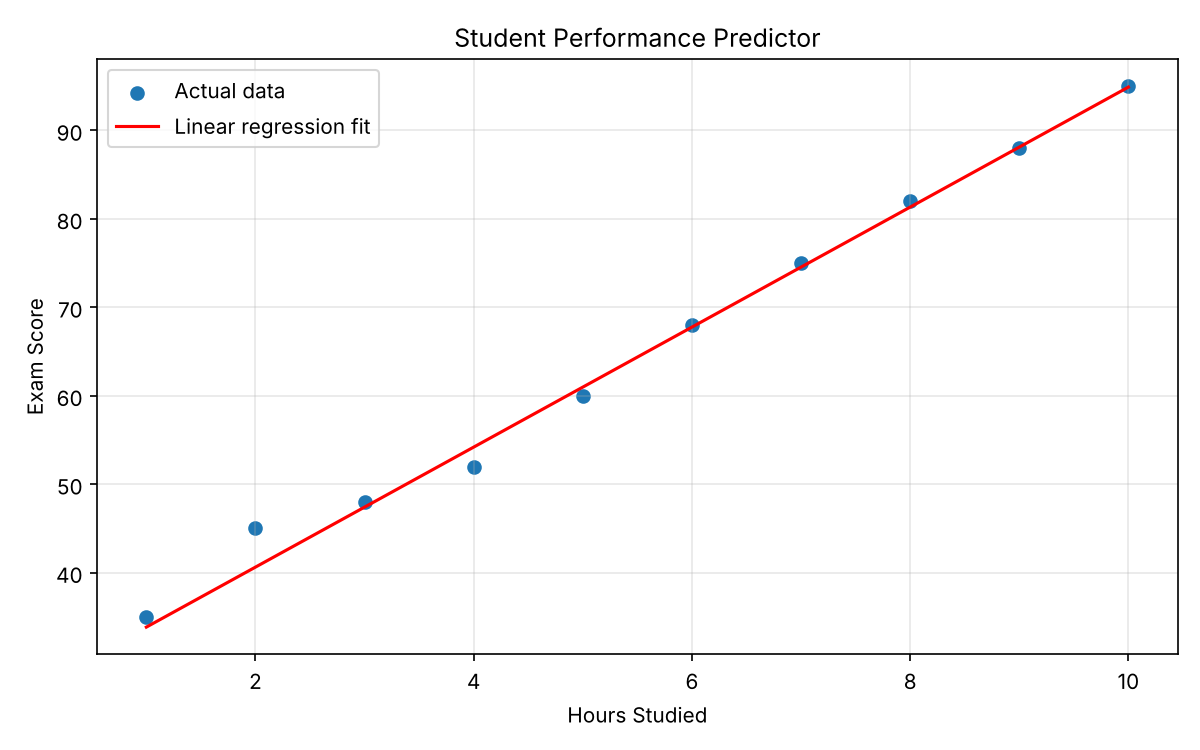 Student Performance Predictor
Actual data
Linear regression fit
90
80
70
60
50
40
Exam Score
2 4 6 8 10
Hours Studied